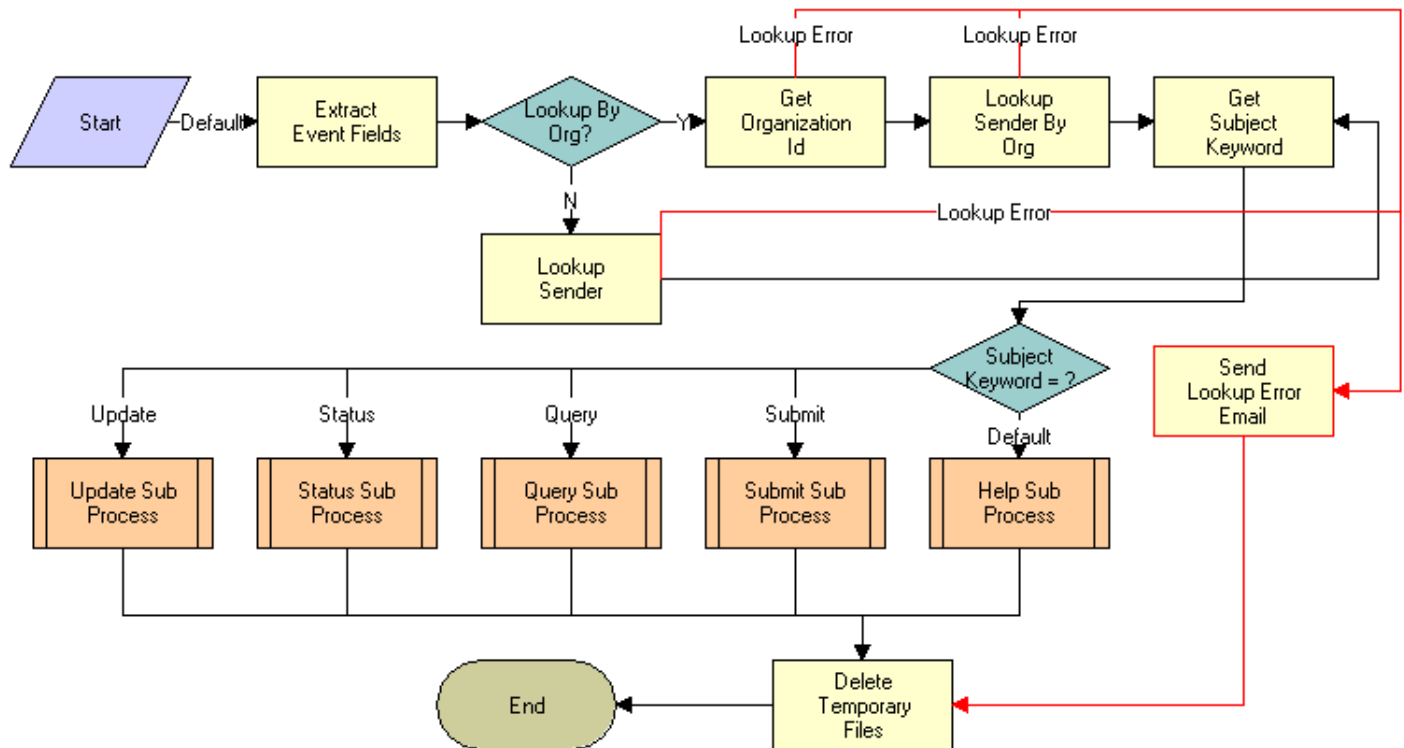 Lookup Error
Lookup Error
Start
Default
Extract
Event Fields
Lookup By
Org?
Y
Get
Organization
Id
Lookup
Sender By
Org
Get
Subject
Keyword
N
Lookup Error
Lookup
Sender
Subject
Keyword = ?
Send
Lookup Error
Email
Update
Status
Query
Submit
Default
Update Sub
Process
Status Sub
Process
Query Sub
Process
Submit Sub
Process
Help Sub
Process
End
Delete
Temporary
Files